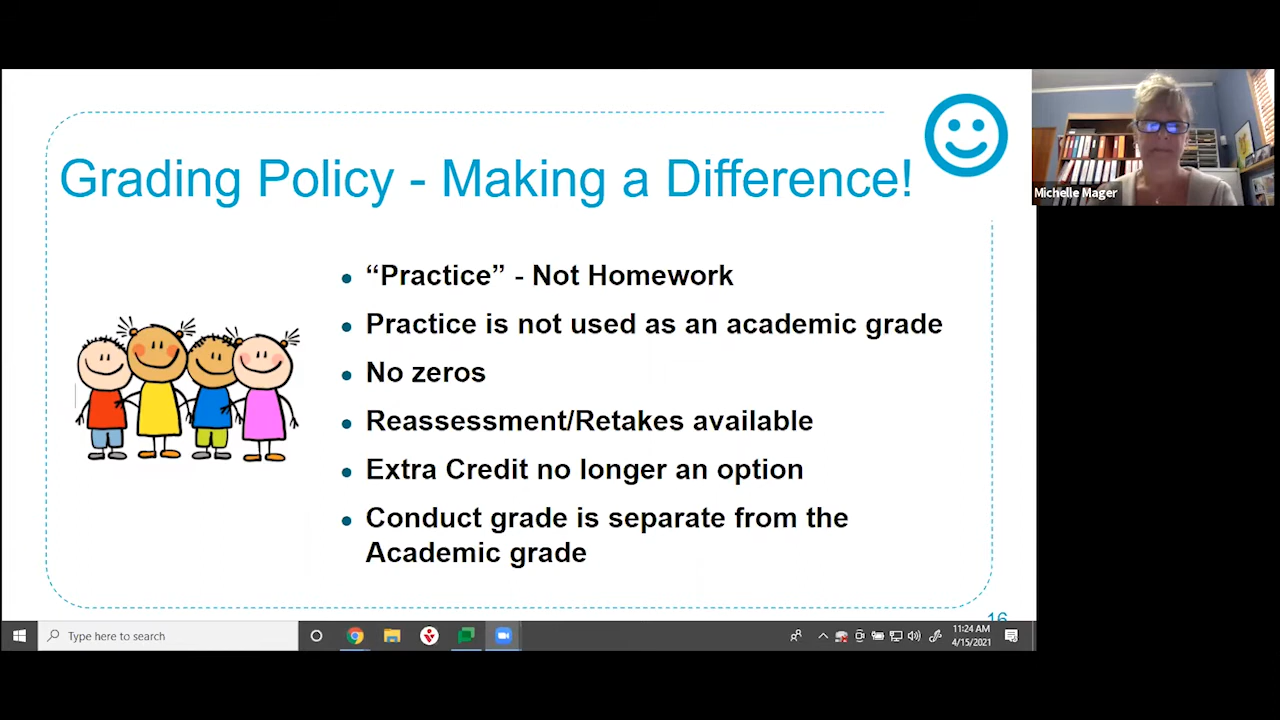 Grading Policy - Making a Difference!
“Practice” - Not Homework
Practice is not used as an academic grade
No zeros
Reassessment/Retakes available
Extra Credit no longer an option
Conduct grade is separate from the
Academic grade
16
Michelle Mager
Type here to search
11:24 AM
4/15/2021